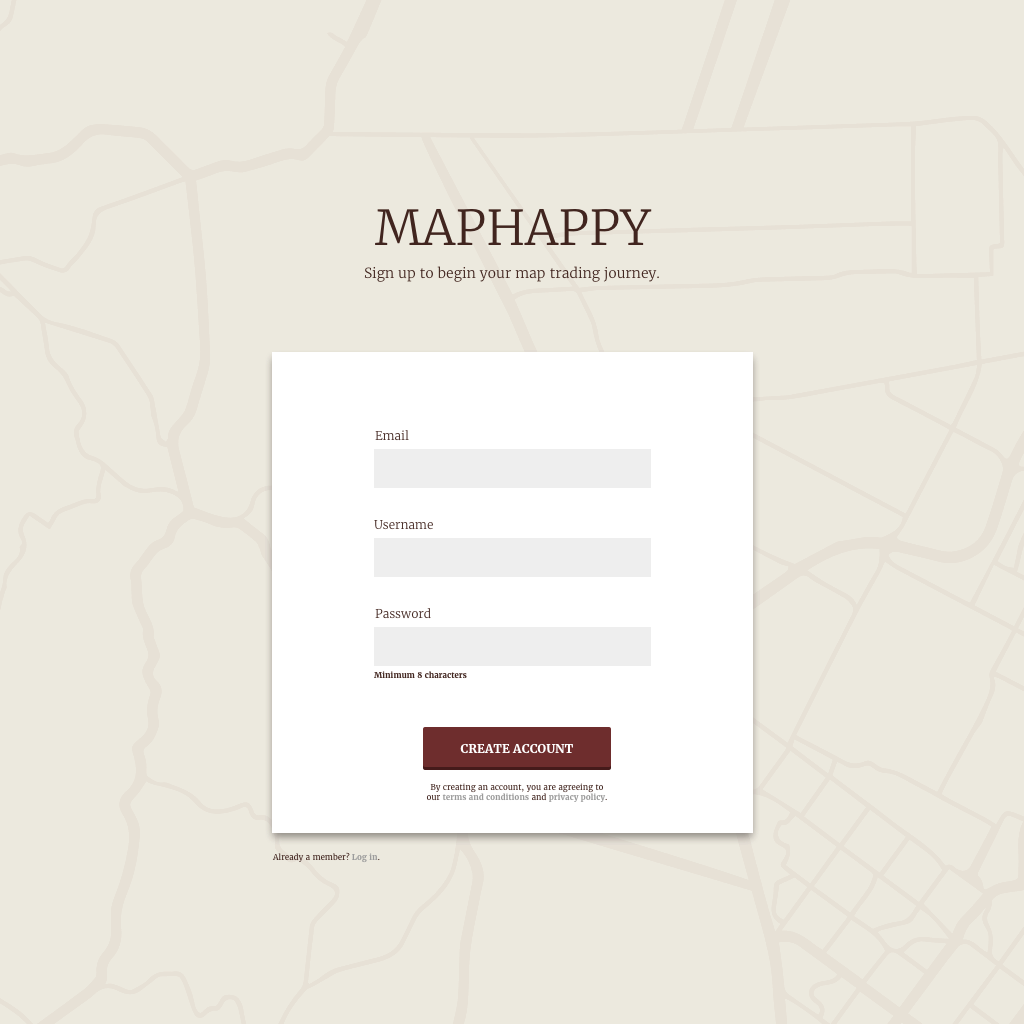 MAPHAPPY
Sign up to begin your map trading journey.
Email
Username
Password
Minimum 8 characters
CREATE ACCOUNT
By creating an account, you are agreeing to
our terms and conditions and privacy policy.
Already a member? Log in.